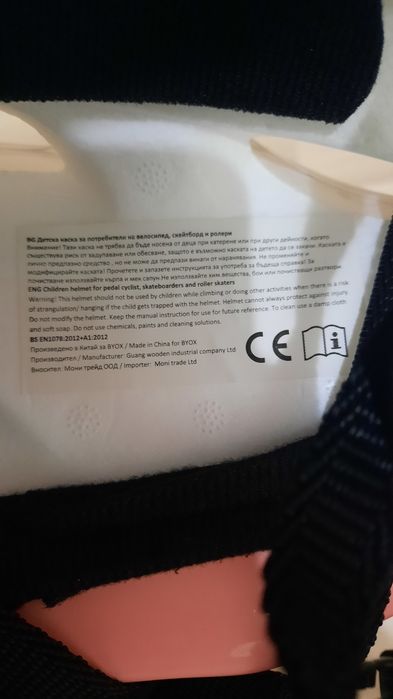 BG Детска каска за потребители на велосипед, скейтборд и ролери
Внимание! Тази каска не трябва да бъде носена от деца при катерене или при други дейности, когато
съществува риск от задушаване или обесване, защото е възможно каската на детето да се закачи. Каската е
лично предпазно средство , но не може да предпази винаги от наранявания. Не променяйте и
модифицирайте каската! Прочетете и запазете инструкцията за употреба за бъдеща справка! За
почистване използвайте кърпа и мек сапун.Не използвайте хим.вещества, бои или почистващи разтвори.
ENG Children helmet for pedal cyclist, skateboarders and roller skaters
Warning! This helmet should not be used by children while climbing or doing other activities when there is a risk
of strangulation/ hanging if the child gets trapped with the helmet. Helmet cannot always protect against injury
Do not modify the helmet. Keep the manual instruction for use for future reference. To clean use a damp cloth
and soft soap. Do not use chemicals, paints and cleaning solutions.
BS EN1078:2012+A1:2012
Произведено в Китай за BYOX / Made in China for BYOX
Производител / Manufacturer: Guang wooden industrial company Ltd
Вносител: Мони трейд ООД / Importer: Moni trade Ltd
CE
i